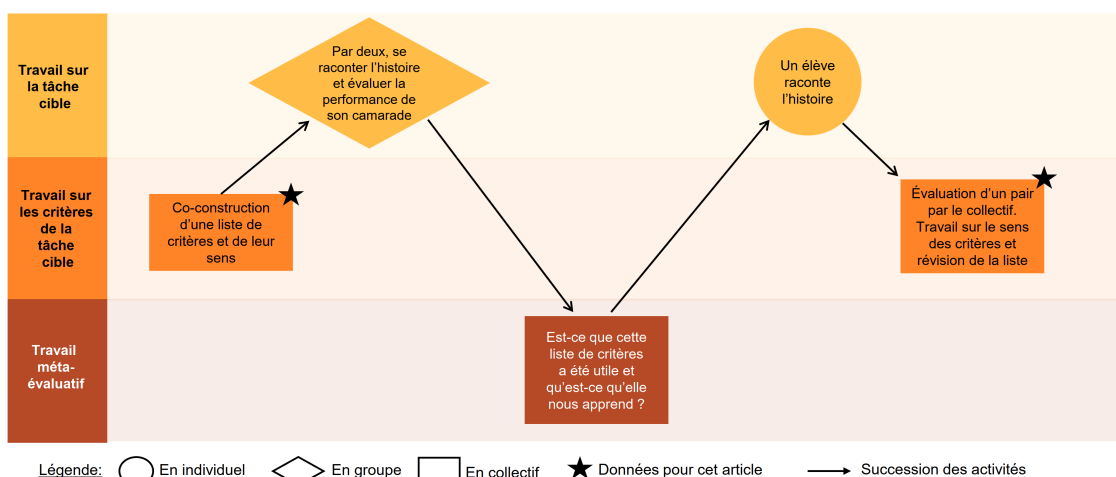 Travail sur
la tâche
cible
Par deux, se
raconter l’histoire
et évaluer la
performance de
son camarade
Un élève
raconte
l’histoire
Travail sur
les critères
de la
tâche
cible
Co-construction
d’une liste de
critères et de leur
sens
Évaluation d’un pair
par le collectif.
Travail sur le sens
des critères et
révision de la liste
Travail
méta-
évaluatif
Est-ce que cette
liste de critères
a été utile et
qu’est-ce qu’elle
nous apprend ?
Légende: En individuel En groupe En collectif Données pour cet article Succession des activités